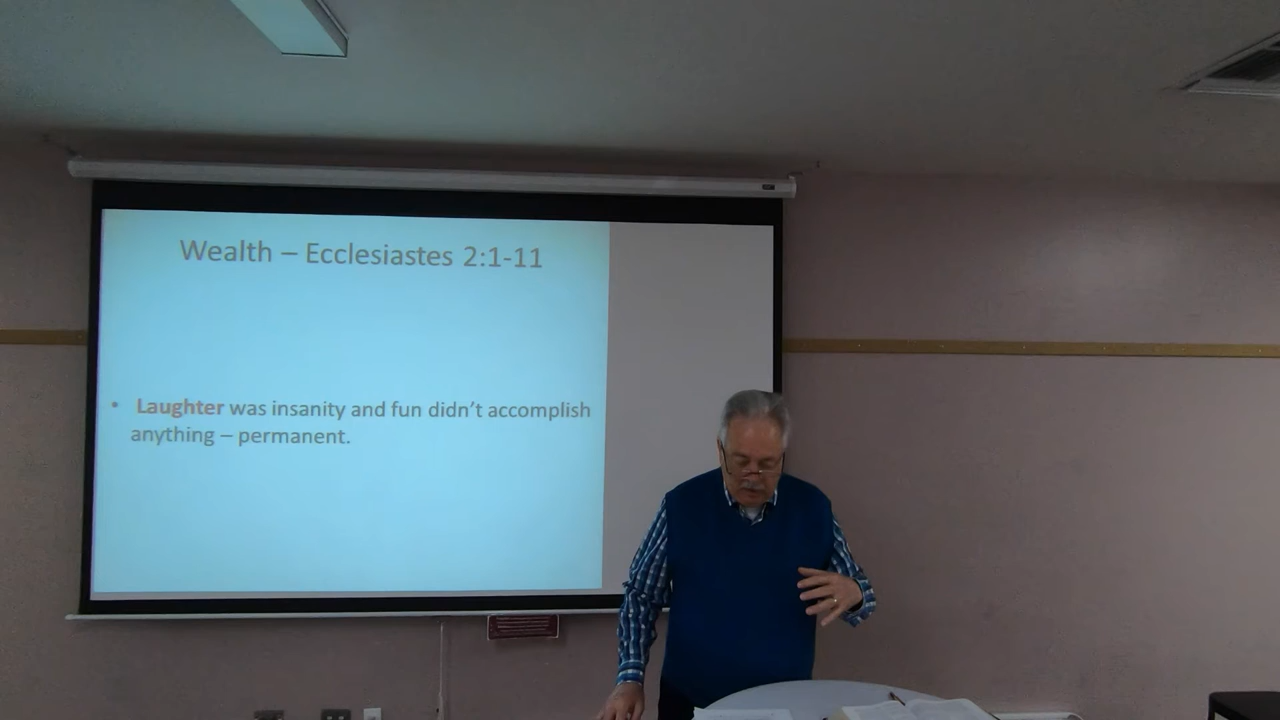 Wealth – Ecclesiastes 2:1-11
• Laughter was insanity and fun didn't accomplish
anything – permanent.